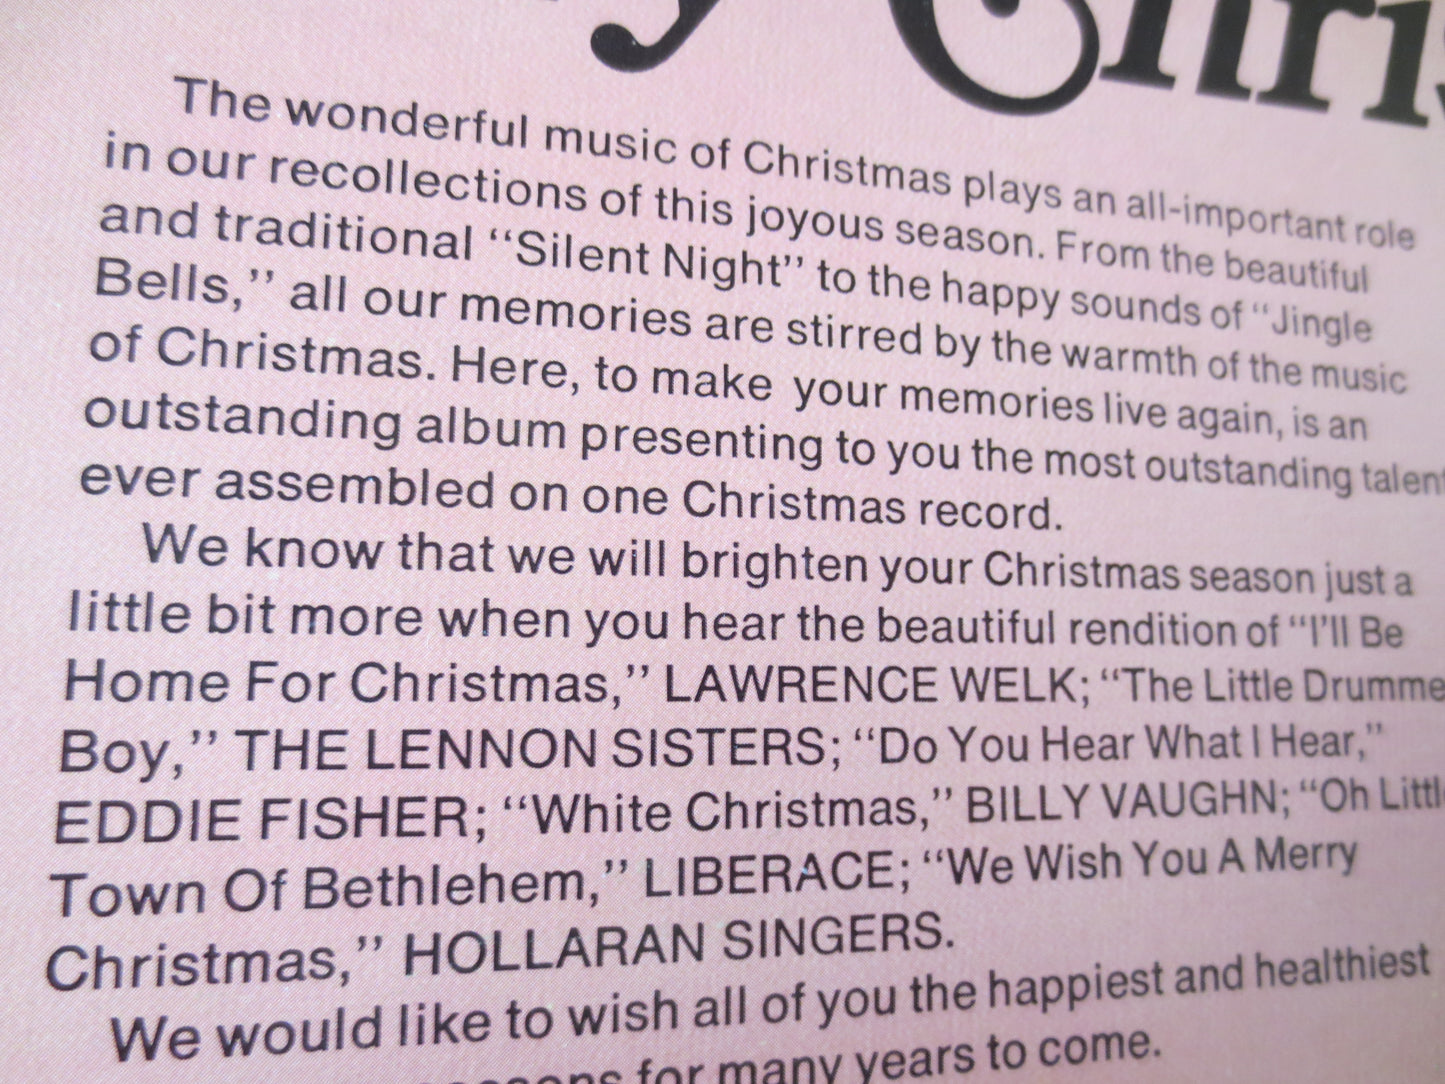 The wonderful music of Christmas plays an all-important role
in our recollections of this joyous season. From the beautiful
and traditional “Silent Night” to the happy sounds of “Jingle
Bells,” all our memories are stirred by the warmth of the music
of Christmas. Here, to make your memories live again, is an
outstanding album presenting to you the most outstanding talent
ever assembled on one Christmas record.
We know that we will brighten your Christmas season just a
little bit more when you hear the beautiful rendition of “I’ll Be
Home For Christmas,” LAWRENCE WELK; “The Little Drumme
Boy,” THE LENNON SISTERS; “Do You Hear What I Hear,”
EDDIE FISHER; “White Christmas,” BILLY VAUGHN; “Oh Littl
Town Of Bethlehem,” LIBERACE; “We Wish You A Merry
Christmas,” HOLLARAN SINGERS.
We would like to wish all of you the happiest and healthiest
for many years to come.